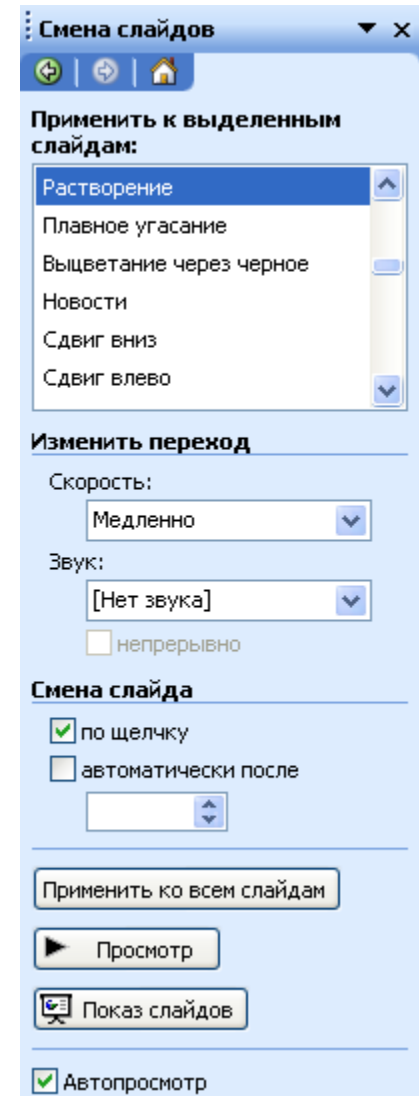 Смена слайдов
Применить к выделенным
слайдам:
Растворение
Плавное угасание
Выцветание через черное
Новости
Сдвиг вниз
Сдвиг влево
Изменить переход
Скорость:
Медленно
Звук:
[Нет звука]
непрерывно
Смена слайда
по щелчку
автоматически после
Применить ко всем слайдам
Просмотр
Показ слайдов
Автопросмотр